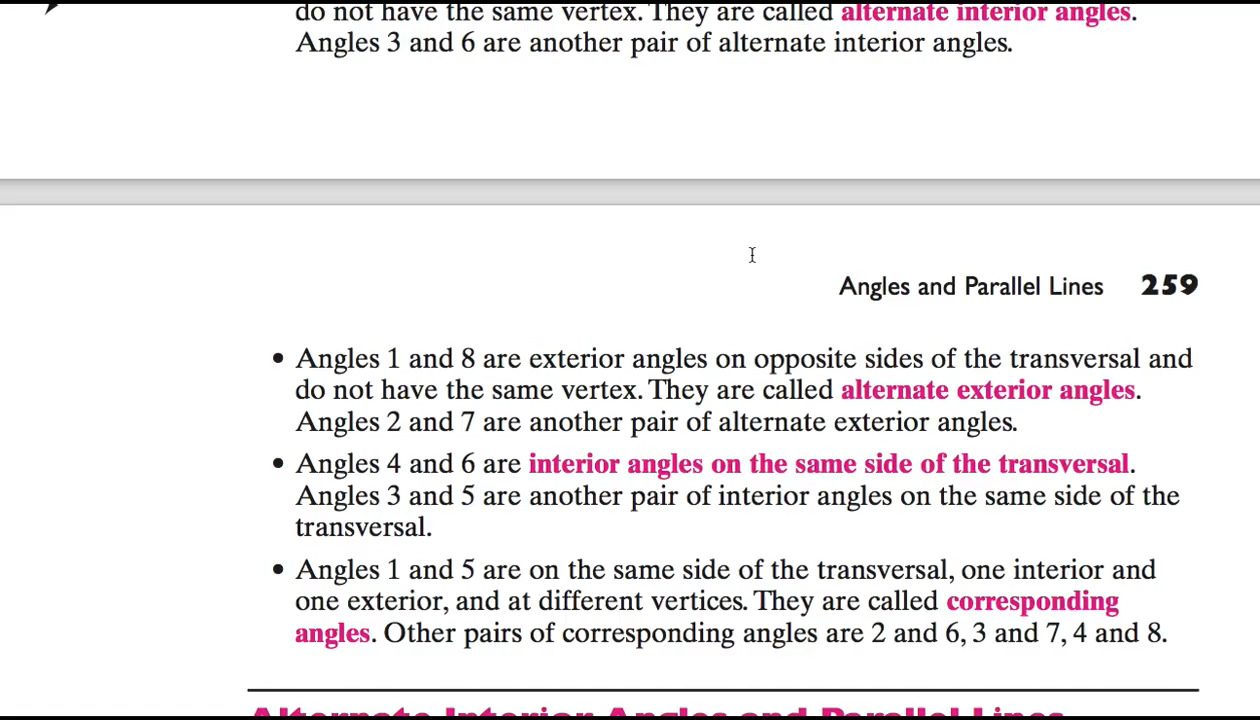 do not have the same vertex. They are called alternate interior angles.
Angles 3 and 6 are another pair of alternate interior angles.
Angles and Parallel Lines 259
• Angles 1 and 8 are exterior angles on opposite sides of the transversal and
do not have the same vertex. They are called alternate exterior angles.
Angles 2 and 7 are another pair of alternate exterior angles.
• Angles 4 and 6 are interior angles on the same side of the transversal.
Angles 3 and 5 are another pair of interior angles on the same side of the
transversal.
• Angles 1 and 5 are on the same side of the transversal, one interior and
one exterior, and at different vertices. They are called corresponding
angles. Other pairs of corresponding angles are 2 and 6, 3 and 7, 4 and 8.
Alternate Interior Angles and Parallel Lines